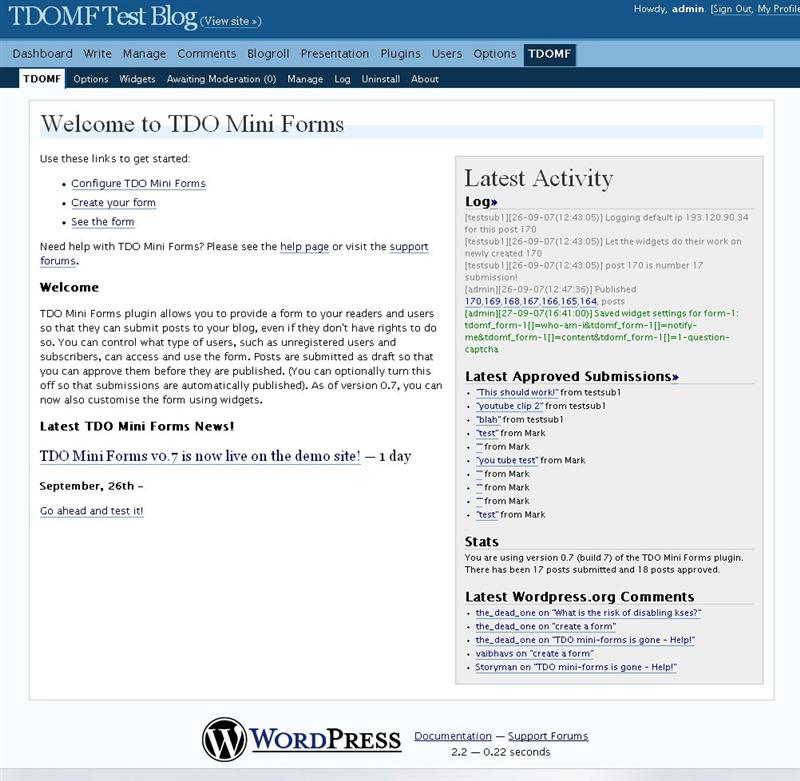 TDOMF Test Blog (View site »)
Howdy, admin. [Sign Out, My Profile
Dashboard Write Manage Comments Blogroll Presentation Plugins Users Options TDOMF
TDOMF Options Widgets Awaiting Moderation (0) Manage Log Uninstall About
Welcome to TDO Mini Forms
Use these links to get started:
• Configure TDO Mini Forms
• Create your form
• See the form
Need help with TDO Mini Forms? Please see the help page or visit the support
forums.
Welcome
TDO Mini Forms plugin allows you to provide a form to your readers and users
so that they can submit posts to your blog, even if they don't have rights to do
so. You can control what type of users, such as unregistered users and
subscribers, can access and use the form. Posts are submitted as draft so that
you can approve them before they are published. (You can optionally turn this
off so that submissions are automatically published). As of version 0.7, you can
now also customise the form using widgets.
Latest TDO Mini Forms News!
TDO Mini Forms v0.7 is now live on the demo site! — 1 day
September, 26th –
Go ahead and test it!
Latest Activity
Log»
[testsub1][26-09-07(12:43:05)] Logging default ip 193.120.90.34
for this post 170
[testsub1][26-09-07(12:43:05)] Let the widgets do their work on
newly created 170
[testsub1][26-09-07(12:43:05)] post 170 is number 17
submission!
[admin][26-09-07(12:47:36)] Published
170,169,168,167,166,165,164, posts
[admin][27-09-07(16:41:00)] Saved widget settings for form-1:
tdomf_form-1[]=who-am-i&tdomf_form-1[]=notify-
me&tdomf_form-1[]=content&tdomf_form-1[]=1-question-
captcha
Latest Approved Submissions»
• "This should work!" from testsub1
• "youtube clip 2" from testsub1
• "blah" from testsub1
• "test" from Mark
• "" from Mark
• "you tube test" from Mark
• "" from Mark
• "" from Mark
• "" from Mark
• "test" from Mark
Stats
You are using version 0.7 (build 7) of the TDO Mini Forms plugin.
There has been 17 posts submitted and 18 posts approved.
Latest Wordpress.org Comments
• the_dead_one on "What is the risk of disabling kses?"
• the_dead_one on "create a form"
• the_dead_one on "TDO mini-forms is gone - Help!"
• vaibhavs on "create a form"
• Storyman on "TDO mini-forms is gone - Help!"
W WORDPRESS
Documentation — Support Forums
2.2 — 0.22 seconds